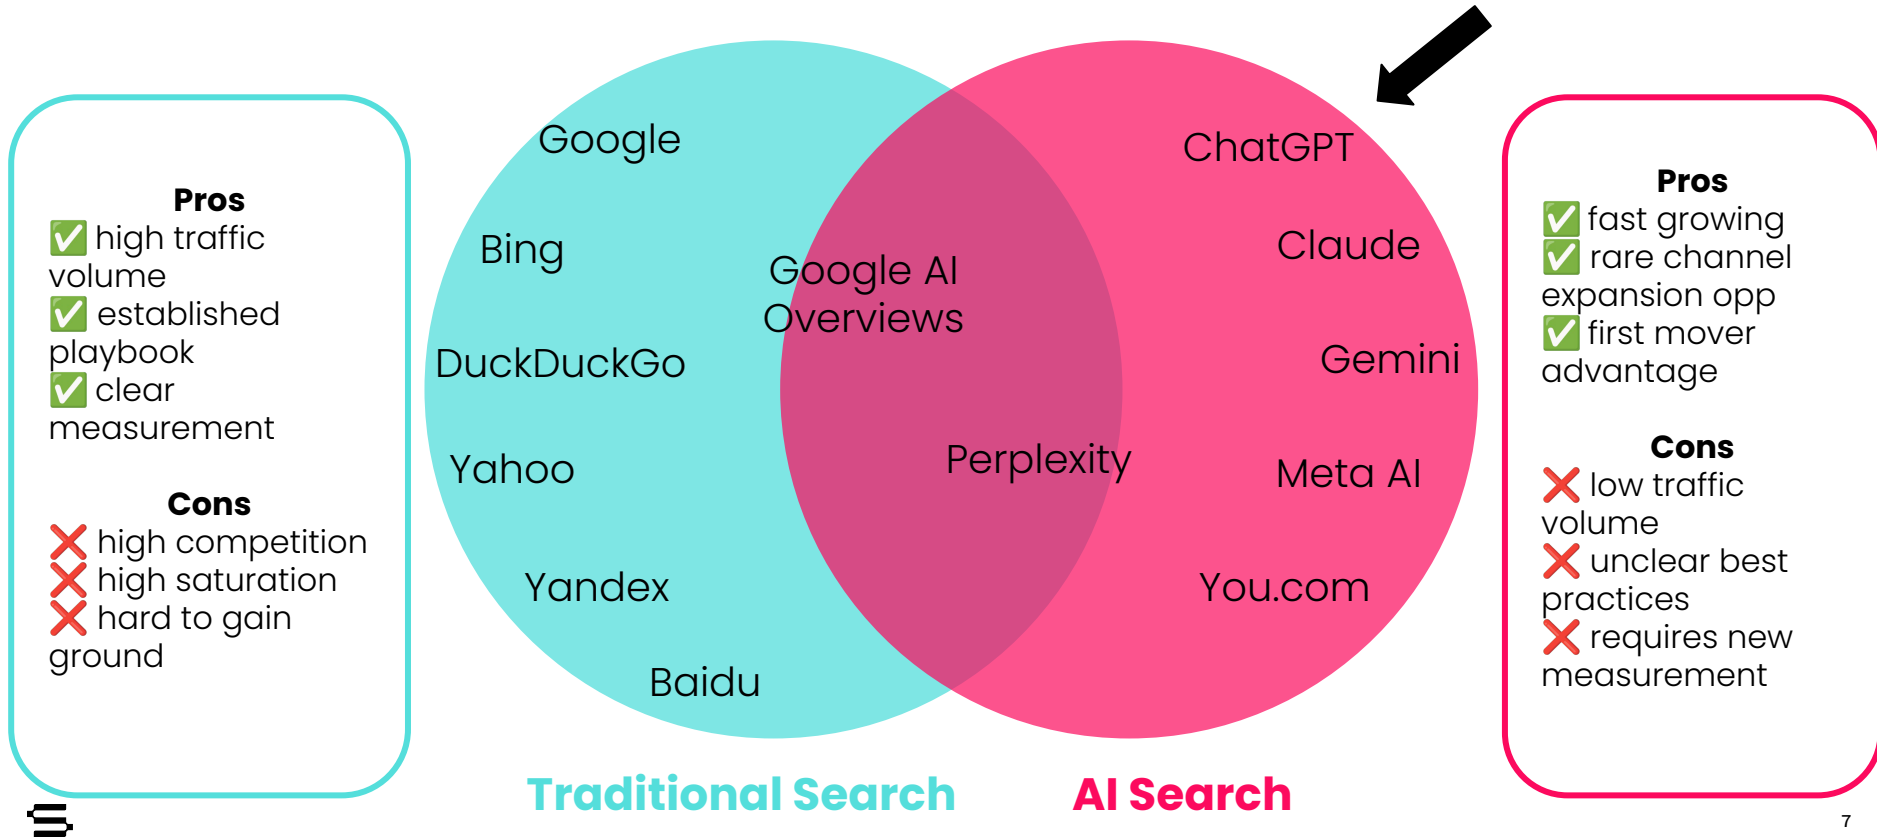 Pros
✅ high traffic
volume
✅ established
playbook
✅ clear
measurement
Cons
❌ high competition
❌ high saturation
❌ hard to gain
ground
Google
Bing
DuckDuckGo
Yahoo
Yandex
Baidu
Google AI
Overviews
Perplexity
ChatGPT
Claude
Gemini
Meta AI
You.com
Traditional Search
AI Search
Pros
✅ fast growing
✅ rare channel
expansion opp
✅ first mover
advantage
Cons
❌ low traffic
volume
❌ unclear best
practices
❌ requires new
measurement
7